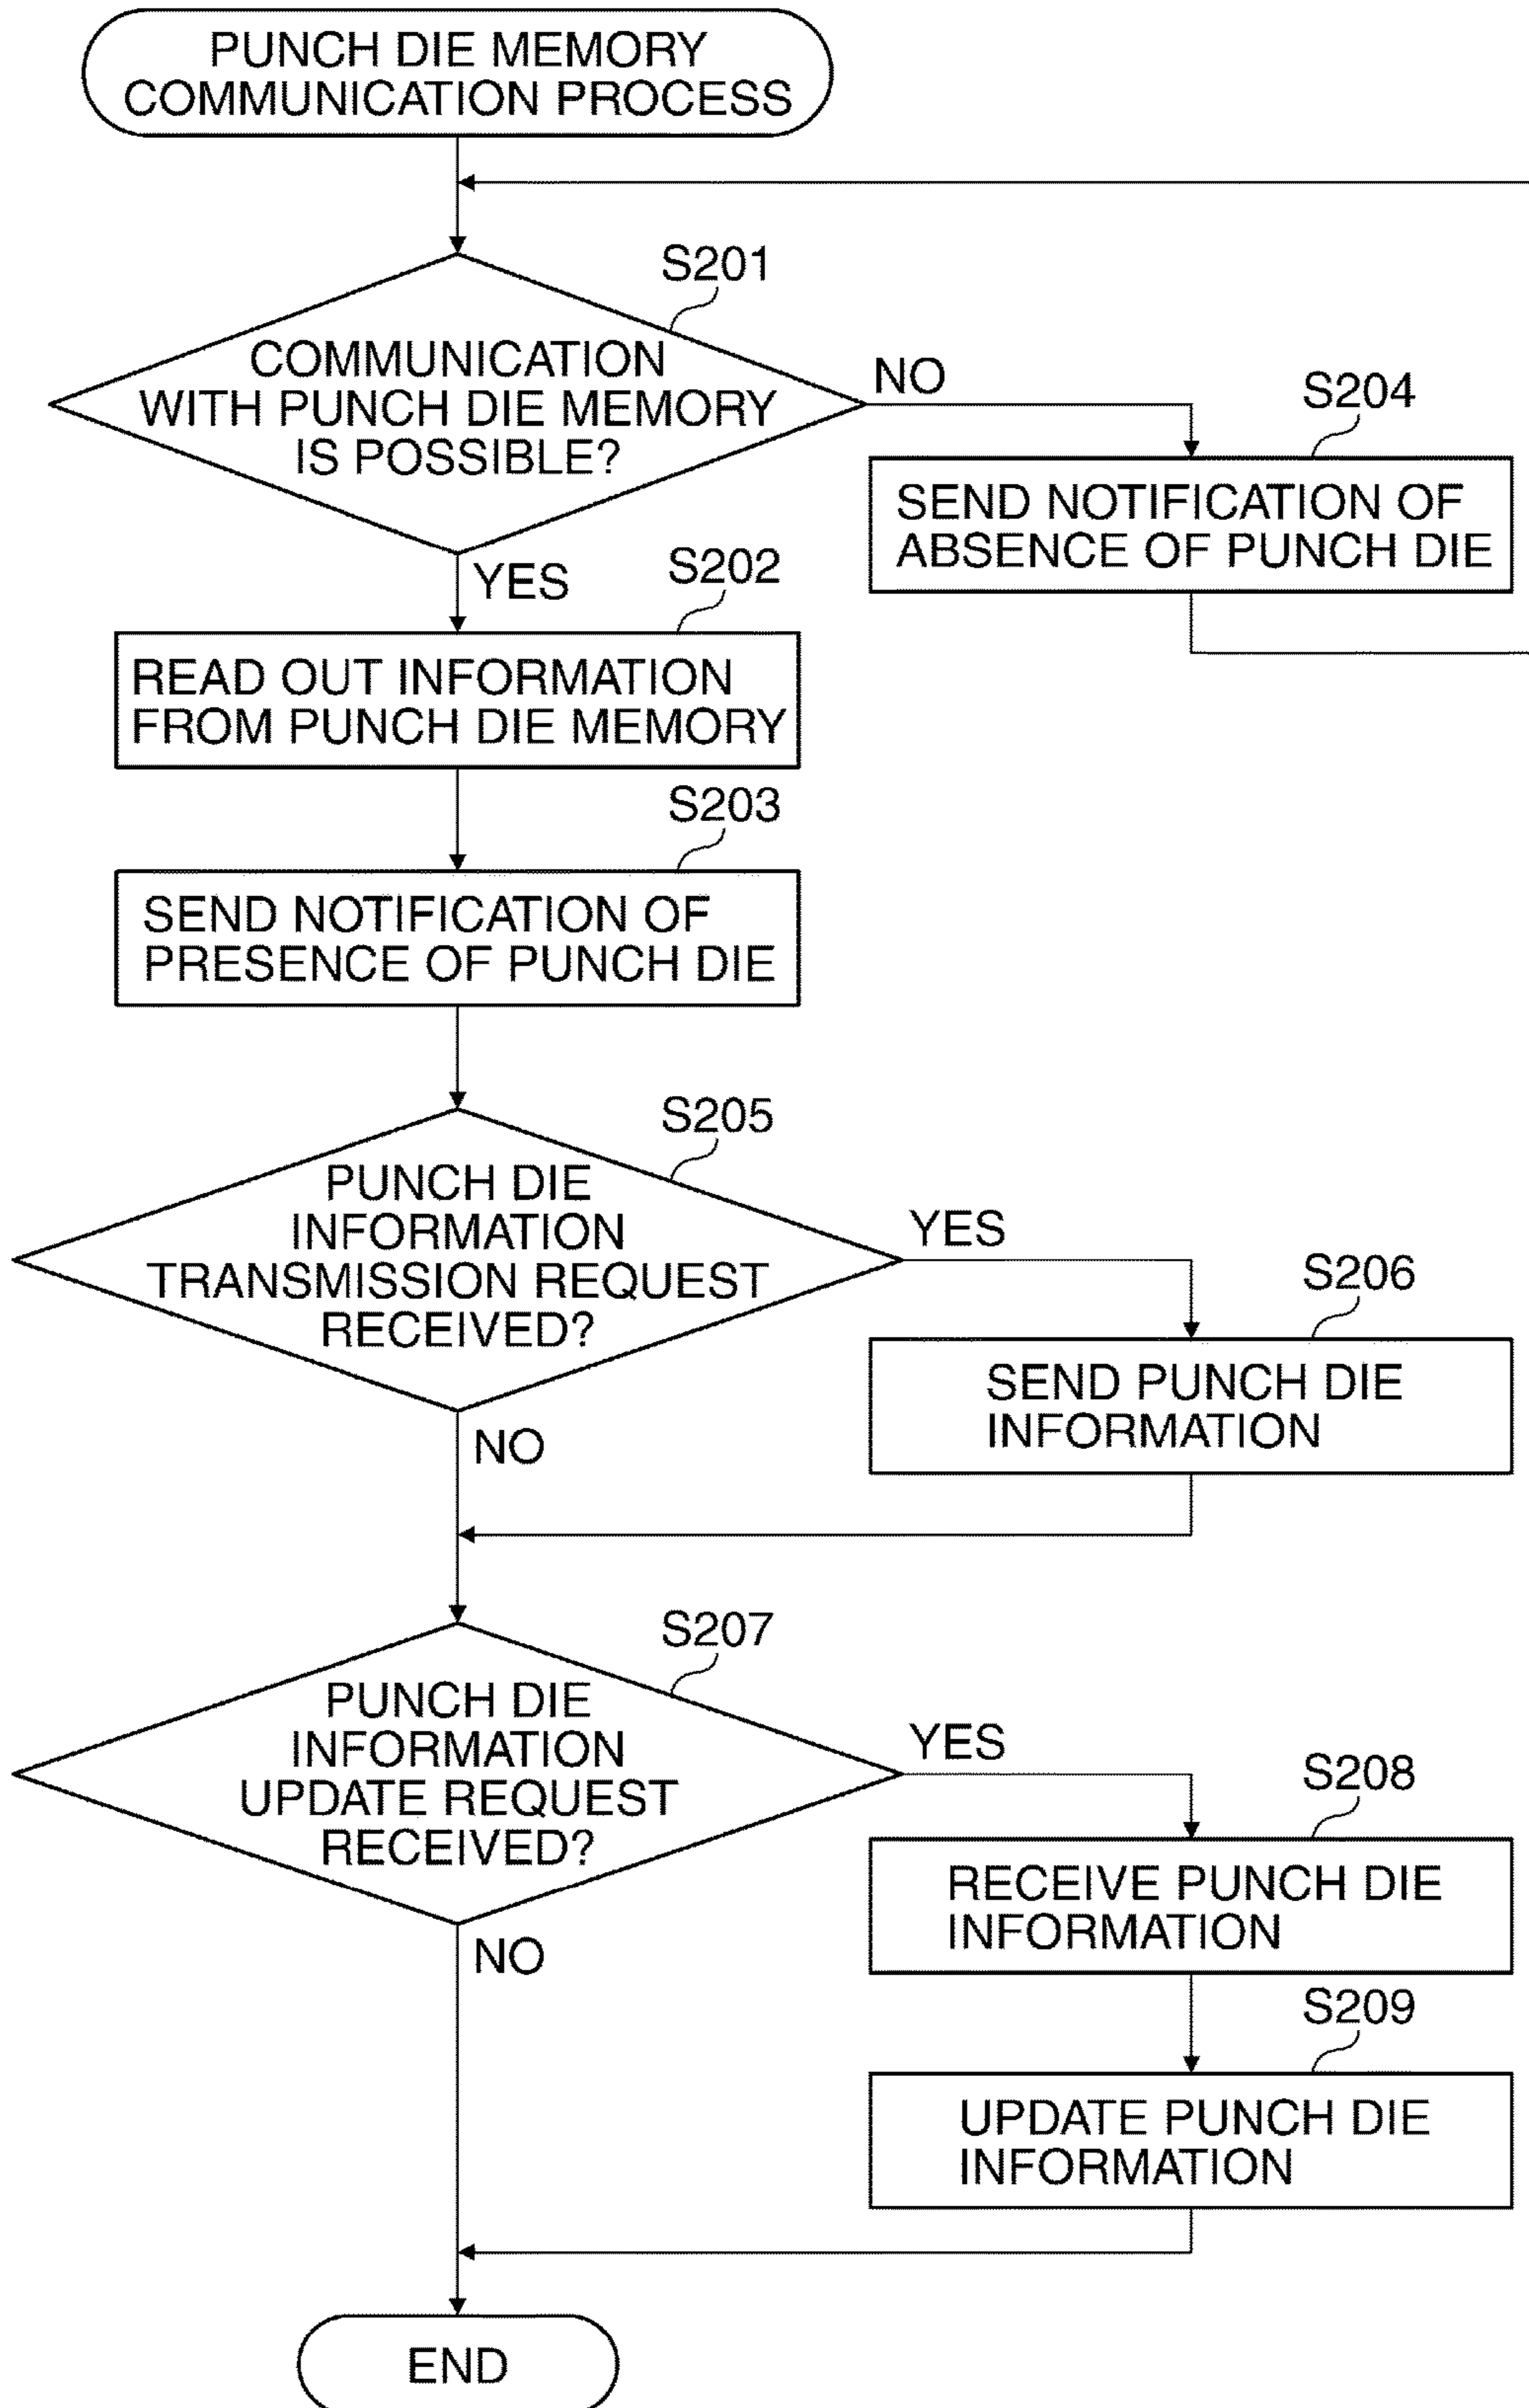 PUNCH DIE MEMORY
COMMUNICATION PROCESS
S201
COMMUNICATION
WITH PUNCH DIE MEMORY
IS POSSIBLE?
NO
S204
SEND NOTIFICATION OF
ABSENCE OF PUNCH DIE
YES
S202
READ OUT INFORMATION
FROM PUNCH DIE MEMORY
S203
SEND NOTIFICATION OF
PRESENCE OF PUNCH DIE
S205
PUNCH DIE
INFORMATION
TRANSMISSION REQUEST
RECEIVED?
YES
S206
SEND PUNCH DIE
INFORMATION
NO
S207
PUNCH DIE
INFORMATION
UPDATE REQUEST
RECEIVED?
YES
S208
RECEIVE PUNCH DIE
INFORMATION
NO
S209
UPDATE PUNCH DIE
INFORMATION
END